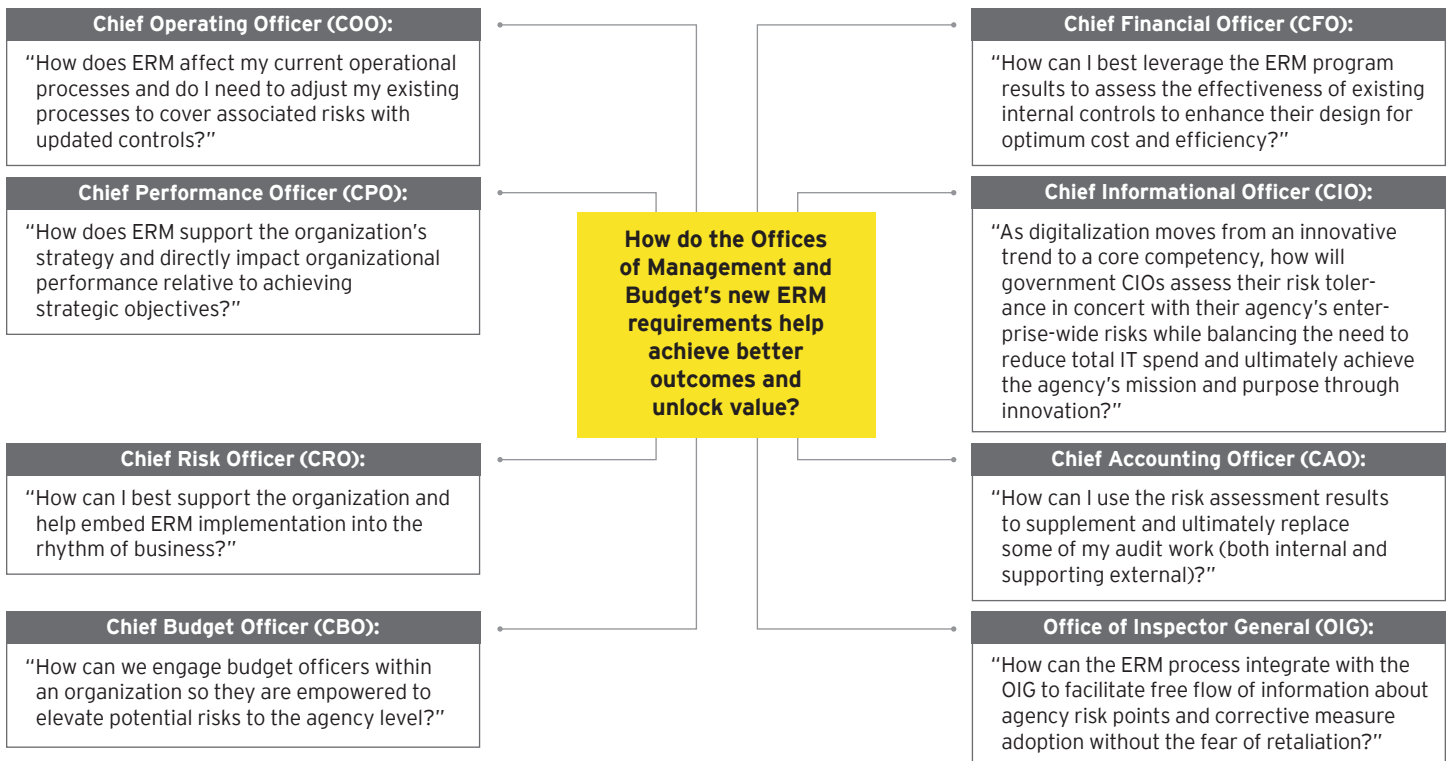 Chief Operating Officer (COO):
“How does ERM affect my current operational
processes and do I need to adjust my existing
processes to cover associated risks with
updated controls?”
Chief Performance Officer (CPO):
“How does ERM support the organization’s
strategy and directly impact organizational
performance relative to achieving
strategic objectives?”
Chief Risk Officer (CRO):
“How can I best support the organization and
help embed ERM implementation into the
rhythm of business?”
Chief Budget Officer (CBO):
“How can we engage budget officers within
an organization so they are empowered to
elevate potential risks to the agency level?”
How do the Offices
of Management and
Budget’s new ERM
requirements help
achieve better
outcomes and
unlock value?
Chief Financial Officer (CFO):
“How can I best leverage the ERM program
results to assess the effectiveness of existing
internal controls to enhance their design for
optimum cost and efficiency?”
Chief Informational Officer (CIO):
“As digitalization moves from an innovative
trend to a core competency, how will
government CIOs assess their risk toler-
ance in concert with their agency’s enter-
prise-wide risks while balancing the need to
reduce total IT spend and ultimately achieve
the agency’s mission and purpose through
innovation?”
Chief Accounting Officer (CAO):
“How can I use the risk assessment results
to supplement and ultimately replace
some of my audit work (both internal and
supporting external)?”
Office of Inspector General (OIG):
“How can the ERM process integrate with the
OIG to facilitate free flow of information about
agency risk points and corrective measure
adoption without the fear of retaliation?”